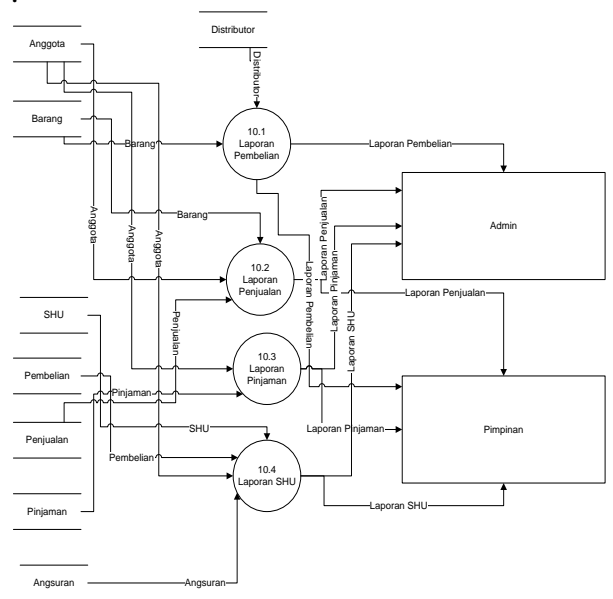 Distributor
Anggota
Distributor
Barang
10.1
Laporan
Pembelian
Barang
Laporan Pembelian
Anggota
Anggota
Anggota
Barang
Admin
Laporan Penjualan
Laporan Pinjaman
Laporan SHU
Laporan Pembelian
10.2
Laporan
Penjualan
Laporan Penjualan
SHU
Penjualan
10.3
Laporan
Pinjaman
Pembelian
Pinjaman
Penjualan
SHU
Laporan Pinjaman
Pimpinan
Pembelian
10.4
Laporan SHU
Pinjaman
Laporan SHU
Angsuran
Angsuran